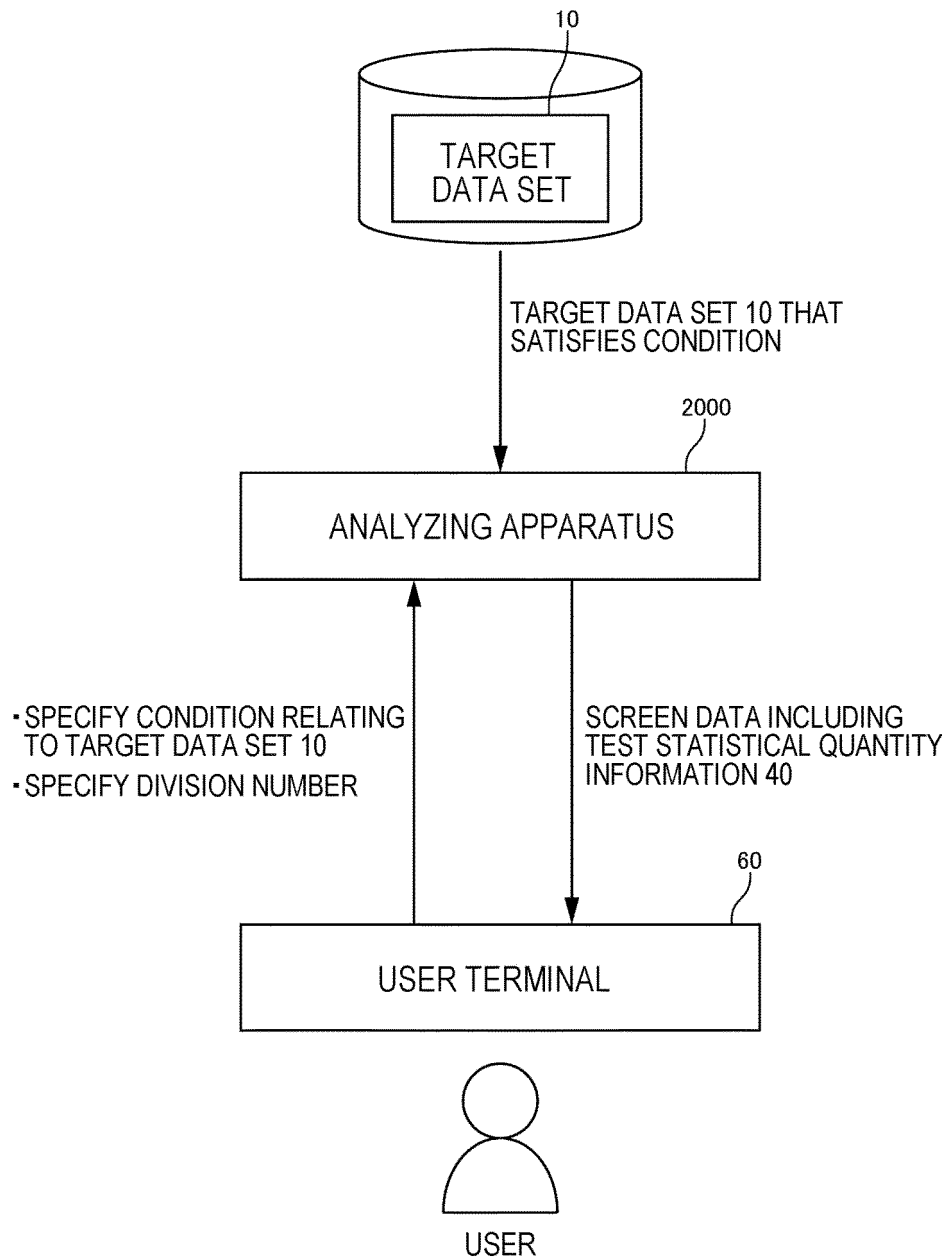 10
TARGET
DATA SET
TARGET DATA SET 10 THAT
SATISFIES CONDITION
2000
ANALYZING APPARATUS
・SPECIFY CONDITION RELATING
TO TARGET DATA SET 10
・SPECIFY DIVISION NUMBER
SCREEN DATA INCLUDING
TEST STATISTICAL QUANTITY
INFORMATION 40
60
USER TERMINAL
USER